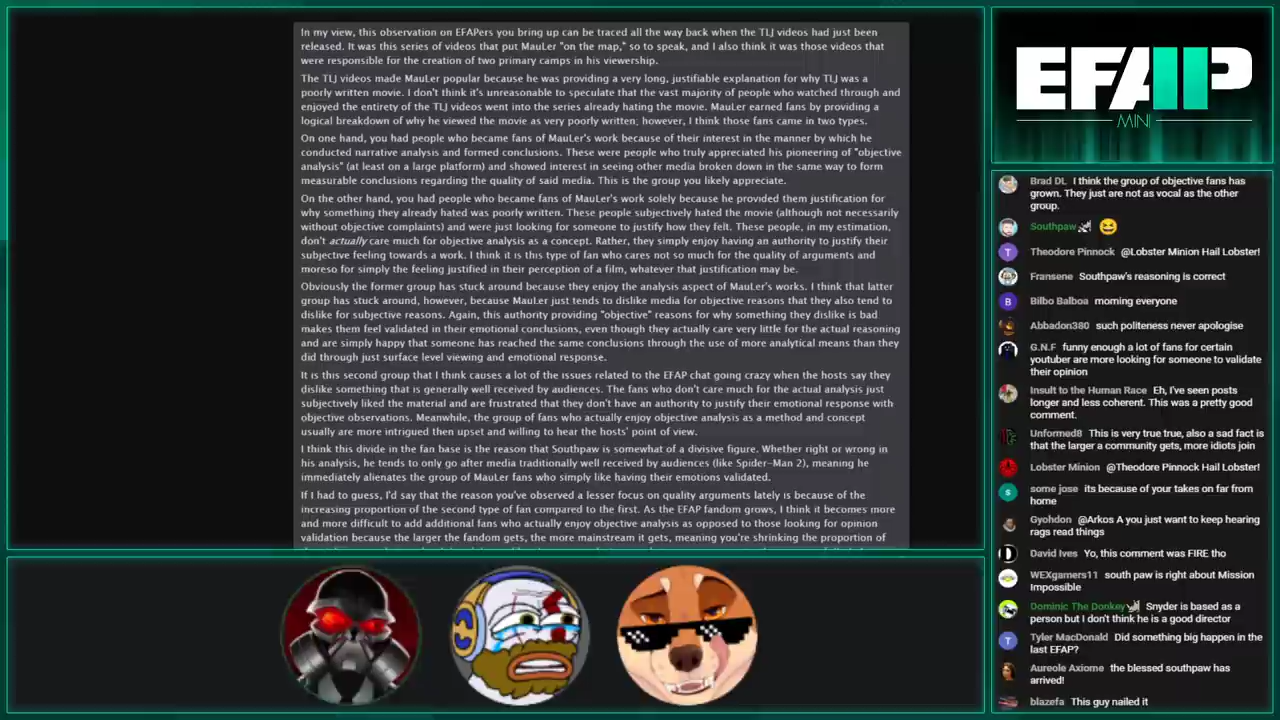 In my view, this observation on EFAPers you bring up can be traced all the way back when the TLJ videos had just been
released. It was this series of videos that put MauLer "on the map," so to speak, and I also think it was those videos that
were responsible for the creation of two primary camps in his viewership.
The TLJ videos made MauLer popular because he was providing a very long, justifiable explanation for why TLJ was a
poorly written movie. I don't think it's unreasonable to speculate that the vast majority of people who watched through and
enjoyed the entirety of the TLJ videos went into the series already hating the movie. MauLer earned fans by providing a
logical breakdown of why he viewed the movie as very poorly written; however, I think those fans came in two types.
On one hand, you had people who became fans of MauLer's work because of their interest in the manner by which he
conducted narrative analysis and formed conclusions. These were people who truly appreciated his pioneering of "objective
analysis" (at least on a large platform) and showed interest in seeing other media broken down in the same way to form
measurable conclusions regarding the quality of said media. This is the group you likely appreciate.
On the other hand, you had people who became fans of MauLer's work solely because he provided them justification for
why something they already hated was poorly written. These people subjectively hated the movie (although not necessarily
without objective complaints) and were just looking for someone to justify how they felt. These people, in my estimation,
don't actually care much for objective analysis as a concept. Rather, they simply enjoy having an authority to justify their
subjective feeling towards a work. I think it is this type of fan who cares not so much for the quality of arguments and
moreso for simply the feeling justified in their perception of a film, whatever that justification may be.
Obviously the former group has stuck around because they enjoy the analysis aspect of MauLer's works. I think that latter
group has stuck around, however, because MauLer just tends to dislike media for objective reasons that they also tend to
dislike for subjective reasons. Again, this authority providing "objective" reasons for why something they dislike is bad
makes them feel validated in their emotional conclusions, even though they actually care very little for the actual reasoning
and are simply happy that someone has reached the same conclusions through the use of more analytical means than they
did through just surface level viewing and emotional response.
It is this second group that I think causes a lot of the issues related to the EFAP chat going crazy when the hosts say they
dislike something that is generally well received by audiences. The fans who don't care much for the actual analysis just
subjectively liked the material and are frustrated that they don't have an authority to justify their emotional response with
objective observations. Meanwhile, the group of fans who actually enjoy objective analysis as a method and concept
usually are more intrigued then upset and willing to hear the hosts' point of view.
I think this divide in the fan base is the reason that Southpaw is somewhat of a divisive figure. Whether right or wrong in
his analysis, he tends to only go after media traditionally well received by audiences (like Spider-Man 2), meaning he
immediately alienates the group of MauLer fans who simply like having their emotions validated.
If I had to guess, I'd say that the reason you've observed a lesser focus on quality arguments lately is because of the
increasing proportion of the second type of fan compared to the first. As the EFAP fandom grows, I think it becomes more
and more difficult to add additional fans who actually enjoy objective analysis as opposed to those looking for opinion
validation because the larger the fandom gets, the more mainstream it gets, meaning you're shrinking the proportion of
EFAP
MINI
Brad DL I think the group of objective fans has
grown. They just are not as vocal as the other
group.
Southpaw
T Theodore Pinnock @Lobster Minion Hail Lobster!
Fransene Southpaw's reasoning is correct
B Bilbo Balboa morning everyone
Abbadon380 such politeness never apologise
G.N.F funny enough a lot of fans for certain
youtuber are more looking for someone to validate
their opinion
Insult to the Human Race Eh, I've seen posts
longer and less coherent. This was a pretty good
comment.
Unformed8 This is very true true, also a sad fact is
that the larger a community gets, more idiots join
Lobster Minion @Theodore Pinnock Hail Lobster!
s some jose its because of your takes on far from
home
Gyohdon @Arkos A you just want to keep hearing
rags read things
David Ives Yo, this comment was FIRE tho
WEXgamers11 south paw is right about Mission
Impossible
Dominic The Donkey Snyder is based as a
person but I don't think he is a good director
T Tyler MacDonald Did something big happen in the
last EFAP?
Aureole Axiome the blessed southpaw has
arrived!
blazefa This guy nailed it